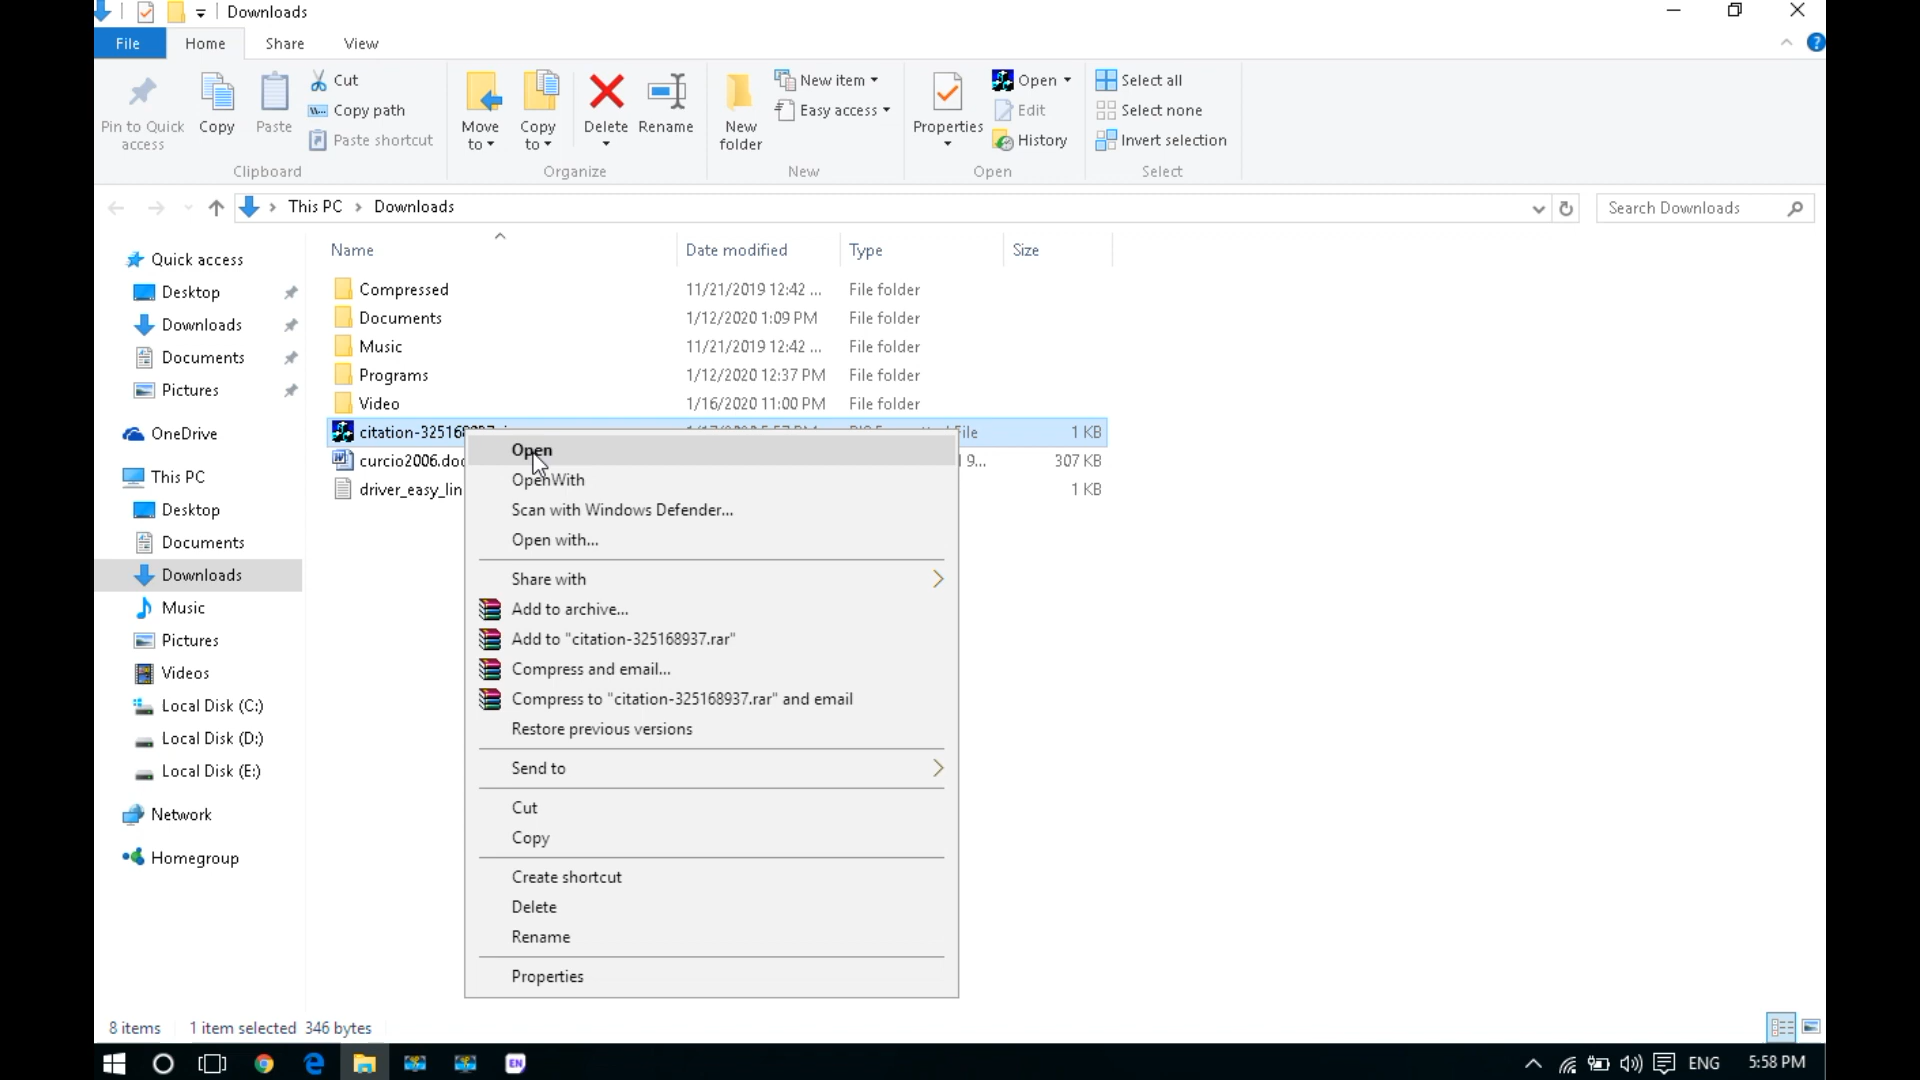 Downloads
File Home Share View
Pin to Quick access
Copy
Paste
Cut
Copy path
Paste shortcut
Clipboard
Move to
Copy to
Delete
Rename
Organize
New folder
New item
Easy access
New
Properties
Open
Edit
History
Open
Select all
Select none
Invert selection
Select
This PC > Downloads
Search Downloads
Quick access
Desktop
Downloads
Documents
Pictures
OneDrive
This PC
Desktop
Documents
Downloads
Music
Pictures
Videos
Local Disk (C:)
Local Disk (D:)
Local Disk (E:)
Network
Homegroup
Name Date modified Type Size
Compressed 11/21/2019 12:42 ... File folder
Documents 1/12/2020 1:09 PM File folder
Music 11/21/2019 12:42 ... File folder
Programs 1/12/2020 12:37 PM File folder
Video 1/16/2020 11:00 PM File folder
1 KB
curcio2006.doc 9... 307 KB
driver_easy_lin 1 KB
Open
OpenWith
Scan with Windows Defender...
Open with...
Share with
Add to archive...
Add to "citation-325168937.rar"
Compress and email...
Compress to "citation-325168937.rar" and email
Restore previous versions
Send to
Cut
Copy
Create shortcut
Delete
Rename
Properties
8 items 1 item selected 346 bytes
EN
ENG 5:58 PM